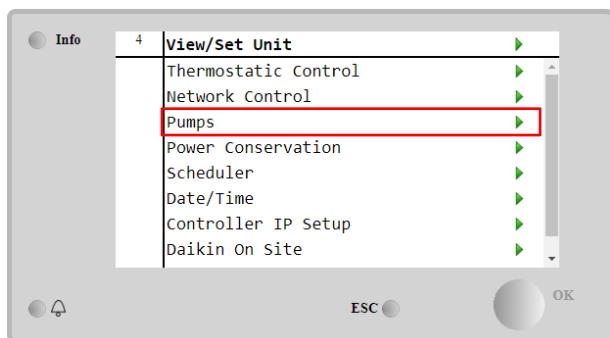 Info
4 View/Set Unit
Thermostatic Control
Network Control
Pumps
Power Conservation
Scheduler
Date/Time
Controller IP Setup
Daikin On Site
ESC
OK